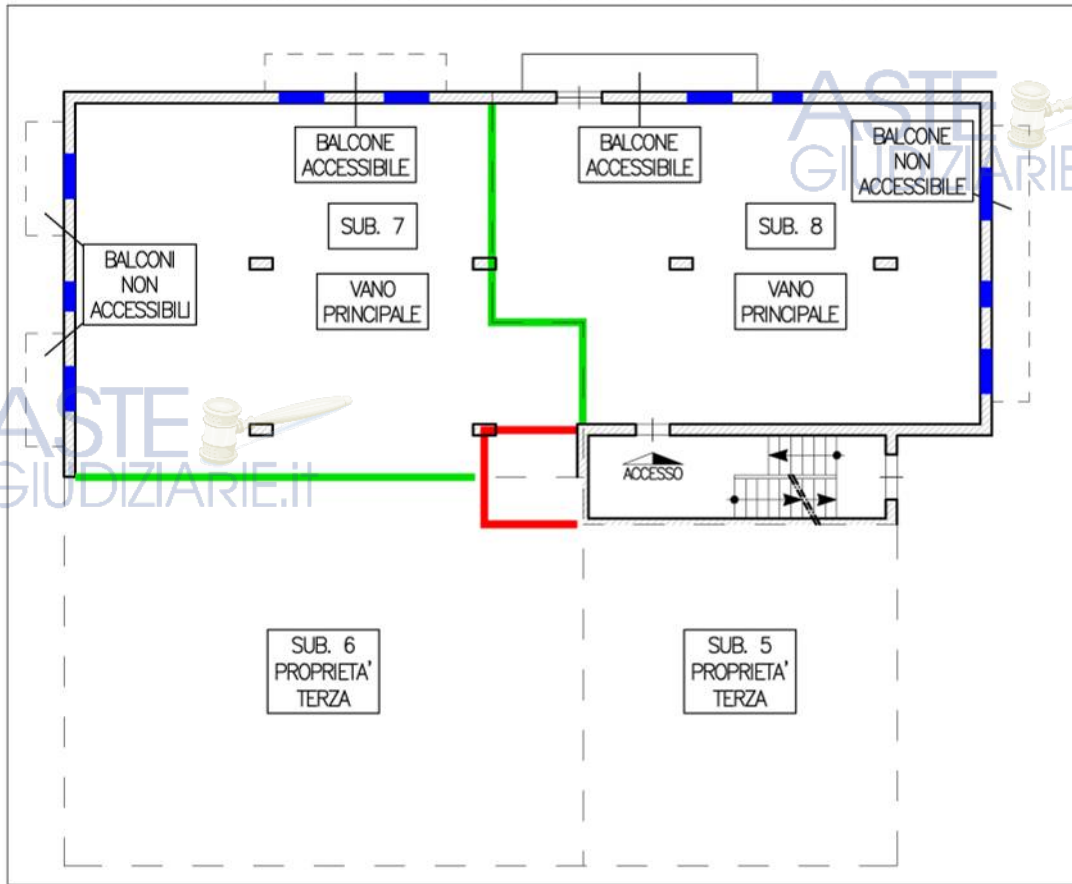 ASTE
GIUDIZIARIE
BALCONE
ACCESSIBILE
BALCONE
ACCESSIBILE
BALCONE
NON
ACCESSIBILE
SUB. 7
SUB. 8
BALCONI
NON
ACCESSIBILI
VANO
PRINCIPALE
VANO
PRINCIPALE
ASTE
GIUDIZIARIE.it
ACCESSO
SUB. 6
PROPRIETA'
TERZA
SUB. 5
PROPRIETA'
TERZA